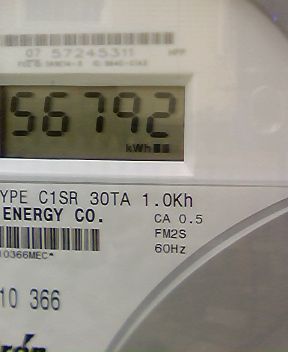 07 57245311
56792
kWh
YPE C1SR 30TA 1.0Kh
ENERGY CO.
CA 0.5
FM2S
60Hz
10366MEC*
10 366